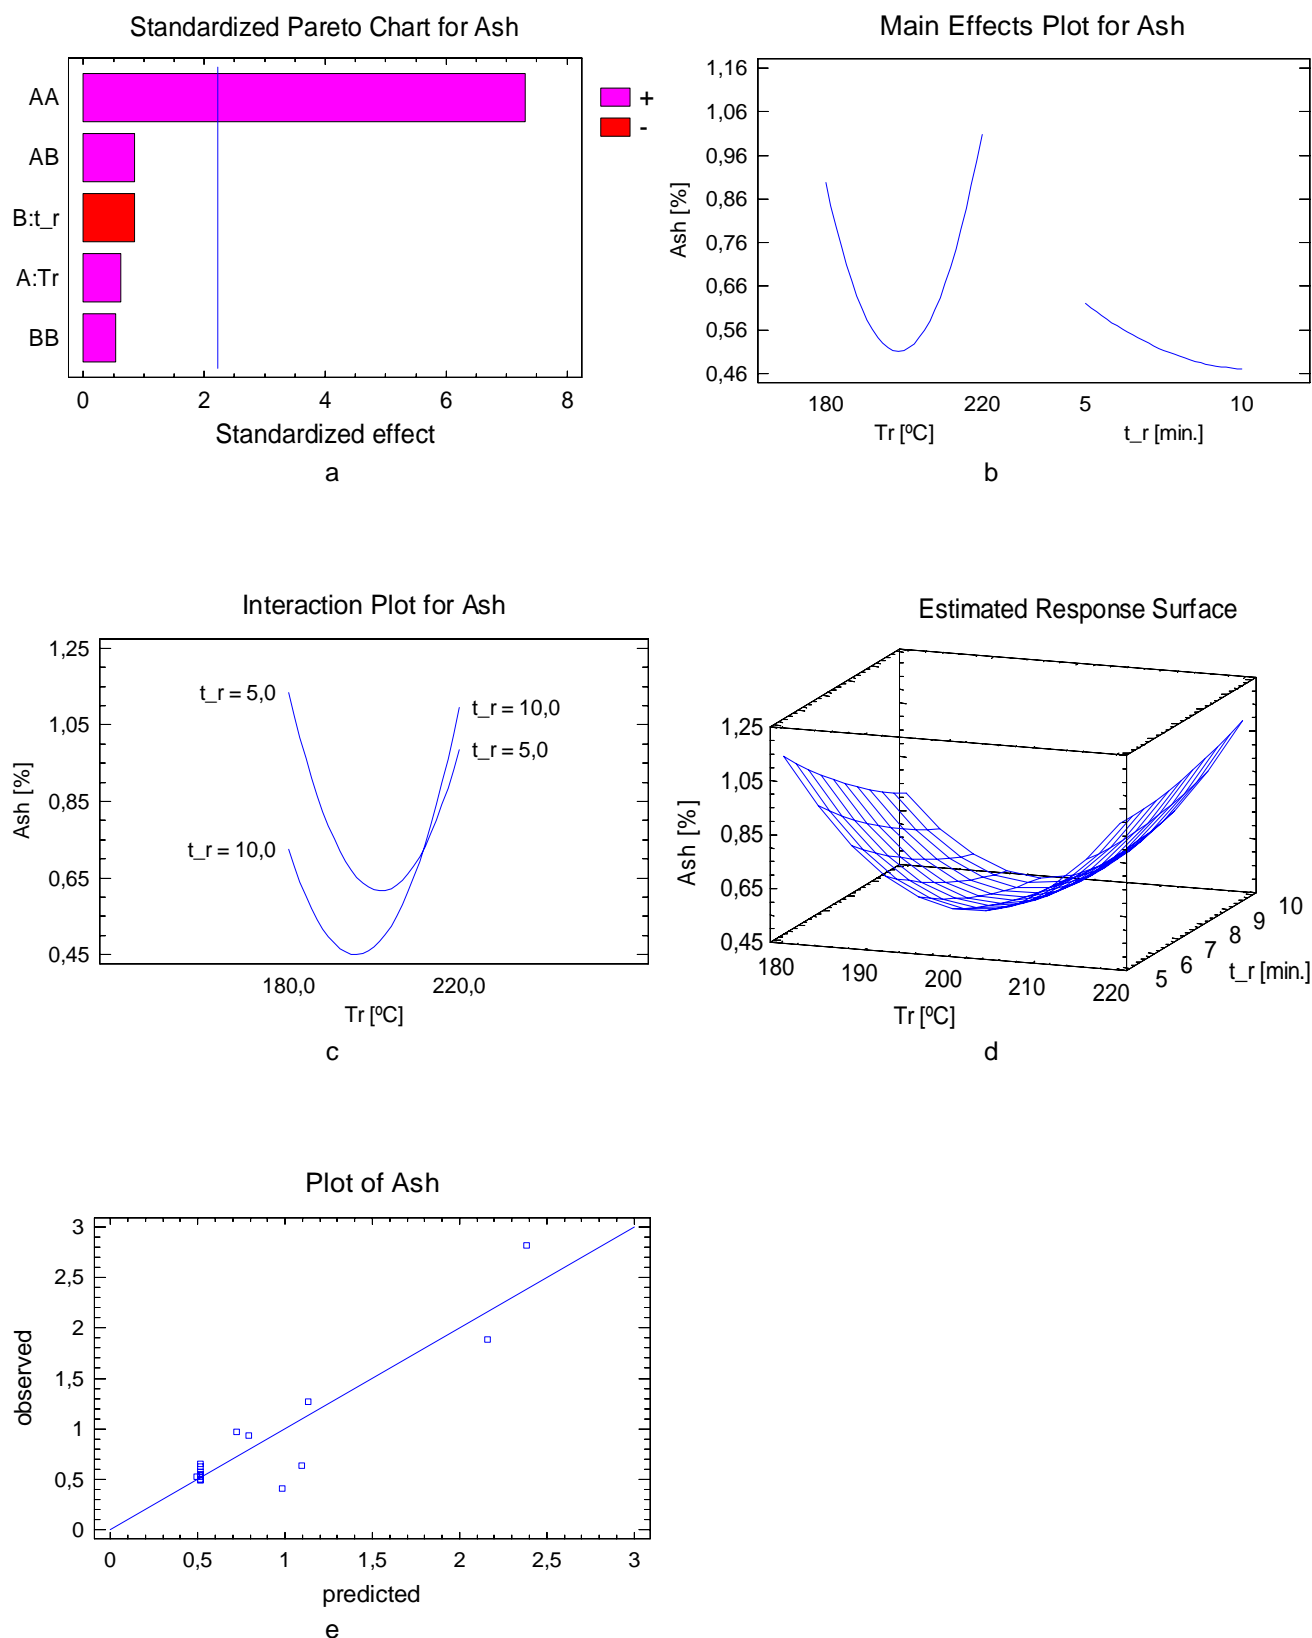 Standardized Pareto Chart for Ash
AA
AB
B:t_r
A:Tr
BB
+
-
0 2 4 6 8
Standardized effect
a
Main Effects Plot for Ash
Ash [%]
1,16
1,06
0,96
0,86
0,76
0,66
0,56
0,46
180 220 5 10
Tr [ºC] t_r [min.]
b
Interaction Plot for Ash
Ash [%]
1,25
1,05
0,85
0,65
0,45
t_r = 5,0
t_r = 10,0
t_r = 10,0
t_r = 5,0
180,0 220,0
Tr [ºC]
c
Estimated Response Surface
Ash [%]
1,25
1,05
0,85
0,65
0,45
180 190 200 210 220
Tr [ºC]
5 6 7 8 9 10
t_r [min.]
d
Plot of Ash
observed
3
2,5
2
1,5
1
0,5
0
0 0,5 1 1,5 2 2,5 3
predicted
e